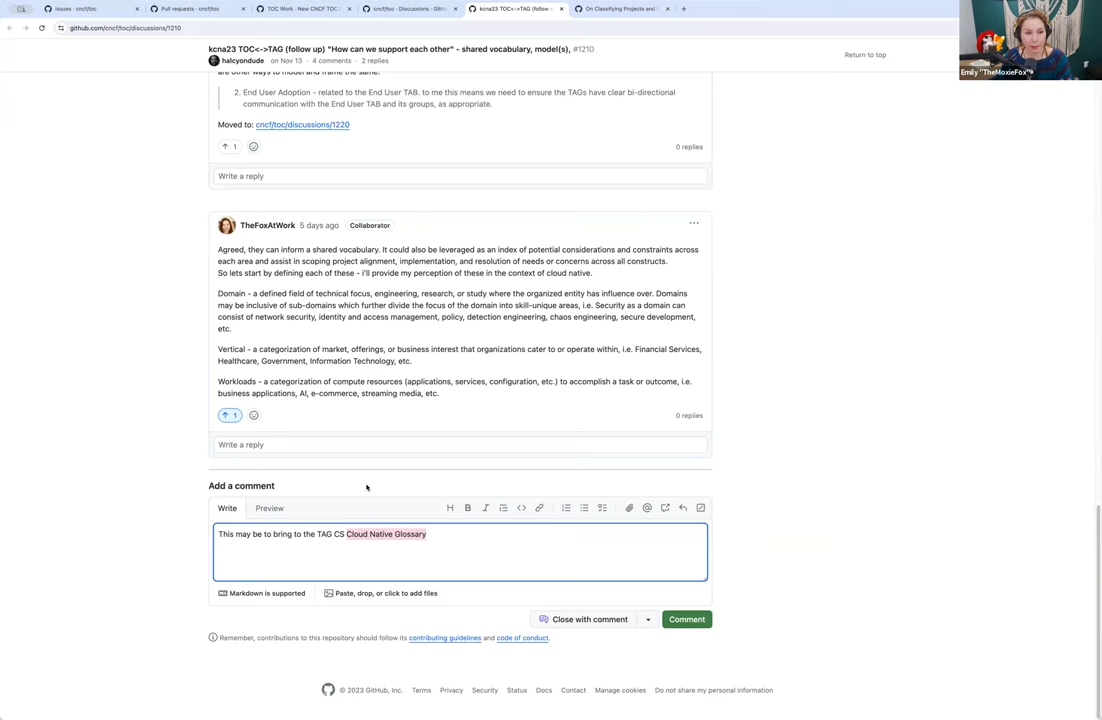 Issues · cncf/toc
Pull requests · cncf/toc
TOC Work · New CNCF TOC
cncf/toc · Discussions · GitHub
kcna23 TOC<->TAG (follow u
On Classifying Projects and C
github.com/cncf/toc/discussions/1210
kcna23 TOC<->TAG (follow up) "How can we support each other" - shared vocabulary, model(s), #1210
halcyondude on Nov 13 · 4 comments · 2 replies
Return to top
are other ways to model and frame the same.
2. End User Adoption - related to the End User TAB. to me this means we need to ensure the TAGs have clear bi-directional
communication with the End User TAB and its groups, as appropriate.
Moved to: cncf/toc/discussions/1220
↑ 1
0 replies
Write a reply
TheFoxAtWork 5 days ago Collaborator
Agreed, they can inform a shared vocabulary. It could also be leveraged as an index of potential considerations and constraints across
each area and assist in scoping project alignment, implementation, and resolution of needs or concerns across all constructs.
So lets start by defining each of these - i'll provide my perception of these in the context of cloud native.
Domain - a defined field of technical focus, engineering, research, or study where the organized entity has influence over. Domains
may be inclusive of sub-domains which further divide the focus of the domain into skill-unique areas, i.e. Security as a domain can
consist of network security, identity and access management, policy, detection engineering, chaos engineering, secure development,
etc.
Vertical - a categorization of market, offerings, or business interest that organizations cater to or operate within, i.e. Financial Services,
Healthcare, Government, Information Technology, etc.
Workloads - a categorization of compute resources (applications, services, configuration, etc.) to accomplish a task or outcome, i.e.
business applications, AI, e-commerce, streaming media, etc.
↑ 1
0 replies
Write a reply
Add a comment
Write Preview
This may be to bring to the TAG CS Cloud Native Glossary
Markdown is supported
Paste, drop, or click to add files
Close with comment
Comment
Remember, contributions to this repository should follow its contributing guidelines and code of conduct.
© 2023 GitHub, Inc. Terms Privacy Security Status Docs Contact Manage cookies Do not share my personal information
Emily "TheMoxieFox"